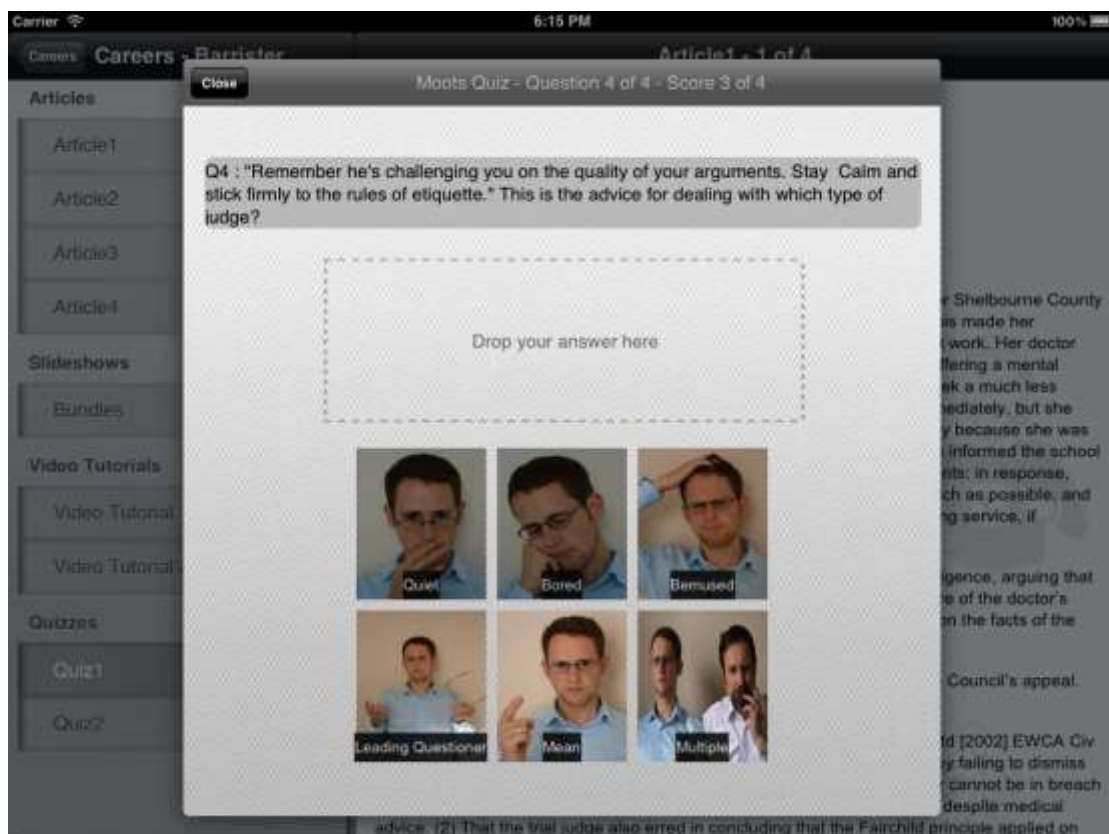 Carrier 6:15 PM 100%
Careers Careers - Barrister Article1 - 1 of 4
Close Moots Quiz - Question 4 of 4 - Score 3 of 4
Articles
Article1
Article2
Article3
Article4
Slideshows
Bundles
Video Tutorials
Video Tutorial
Video Tutorial
Quizzes
Quiz1
Quiz2
Q4 : "Remember he's challenging you on the quality of your arguments. Stay Calm and
stick firmly to the rules of etiquette." This is the advice for dealing with which type of
judge?
Drop your answer here
Quiet Bored Bemused
Leading Questioner Mean Multiple
Shelbourne County
is made her
work. Her doctor
ffering a mental
ek a much less
ediately, but she
y because she was
informed the school
nts; in response,
ch as possible, and
ng service, if
igence, arguing that
e of the doctor's
on the facts of the
Council's appeal.
[2002] EWCA Civ
y failing to dismiss
cannot be in breach
despite medical
advice. (2) That the trial judge also erred in concluding that the Fairchild principle applied on